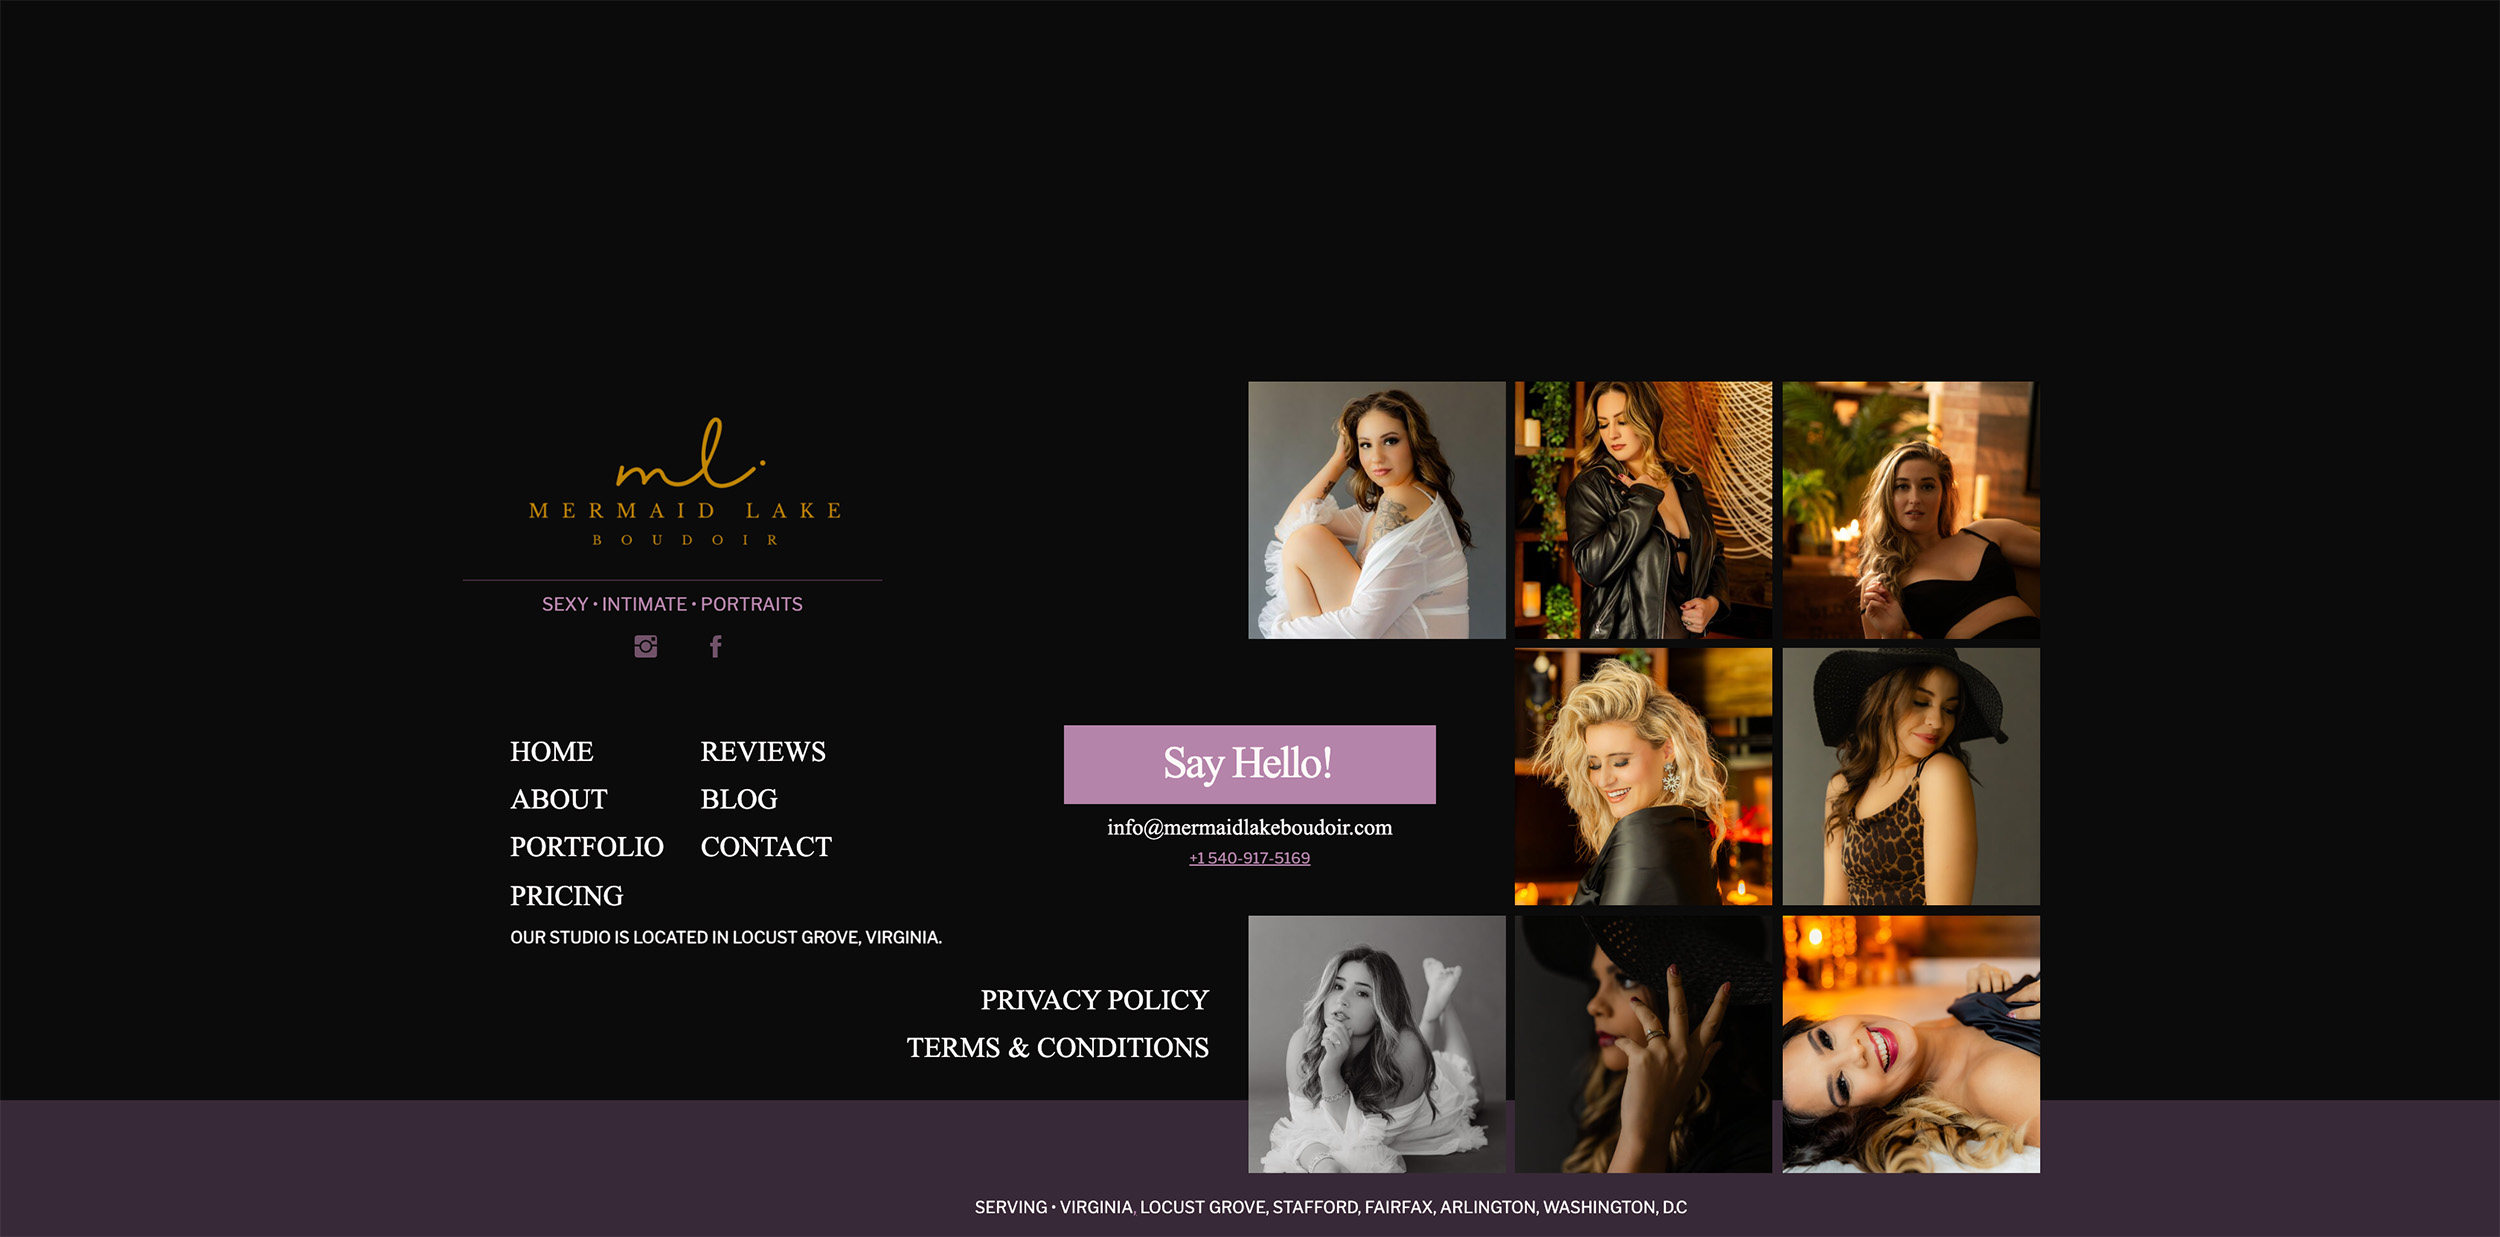 ml.
MERMAID LAKE
BOUDOIR
SEXY • INTIMATE • PORTRAITS
HOME
ABOUT
PORTFOLIO
PRICING
REVIEWS
BLOG
CONTACT
OUR STUDIO IS LOCATED IN LOCUST GROVE, VIRGINIA.
Say Hello!
info@mermaidlakeboudoir.com
+1 540-917-5169
PRIVACY POLICY
TERMS & CONDITIONS
SERVING • VIRGINIA, LOCUST GROVE, STAFFORD, FAIRFAX, ARLINGTON, WASHINGTON, D.C